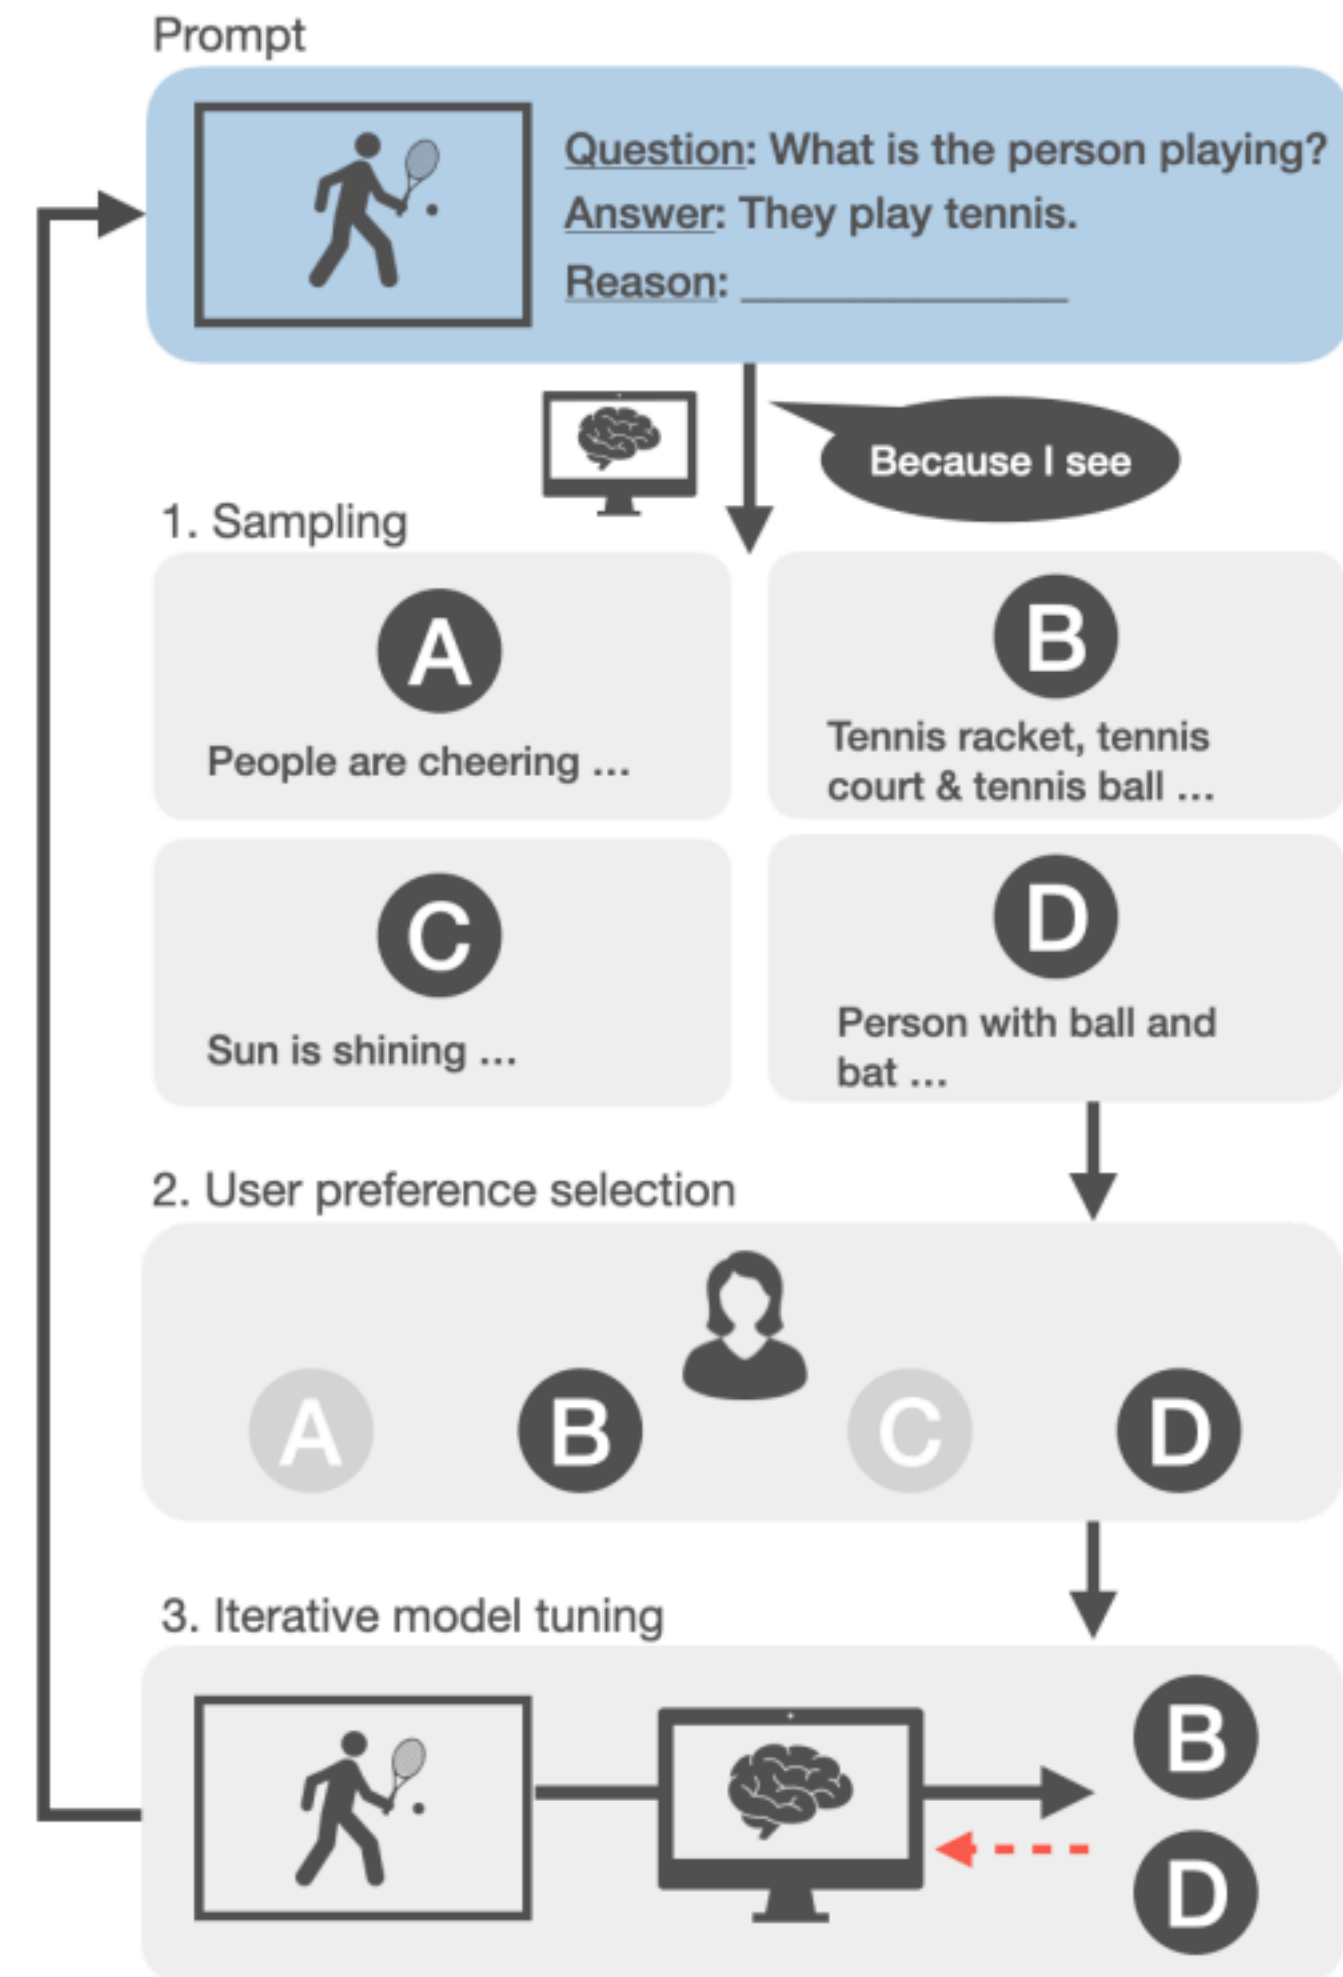 Prompt
Question: What is the person playing?
Answer: They play tennis.
Reason: _______________
Because I see
1. Sampling
A
People are cheering ...
B
Tennis racket, tennis
court & tennis ball ...
C
Sun is shining ...
D
Person with ball and
bat ...
2. User preference selection
A
B
C
D
3. Iterative model tuning
B
D